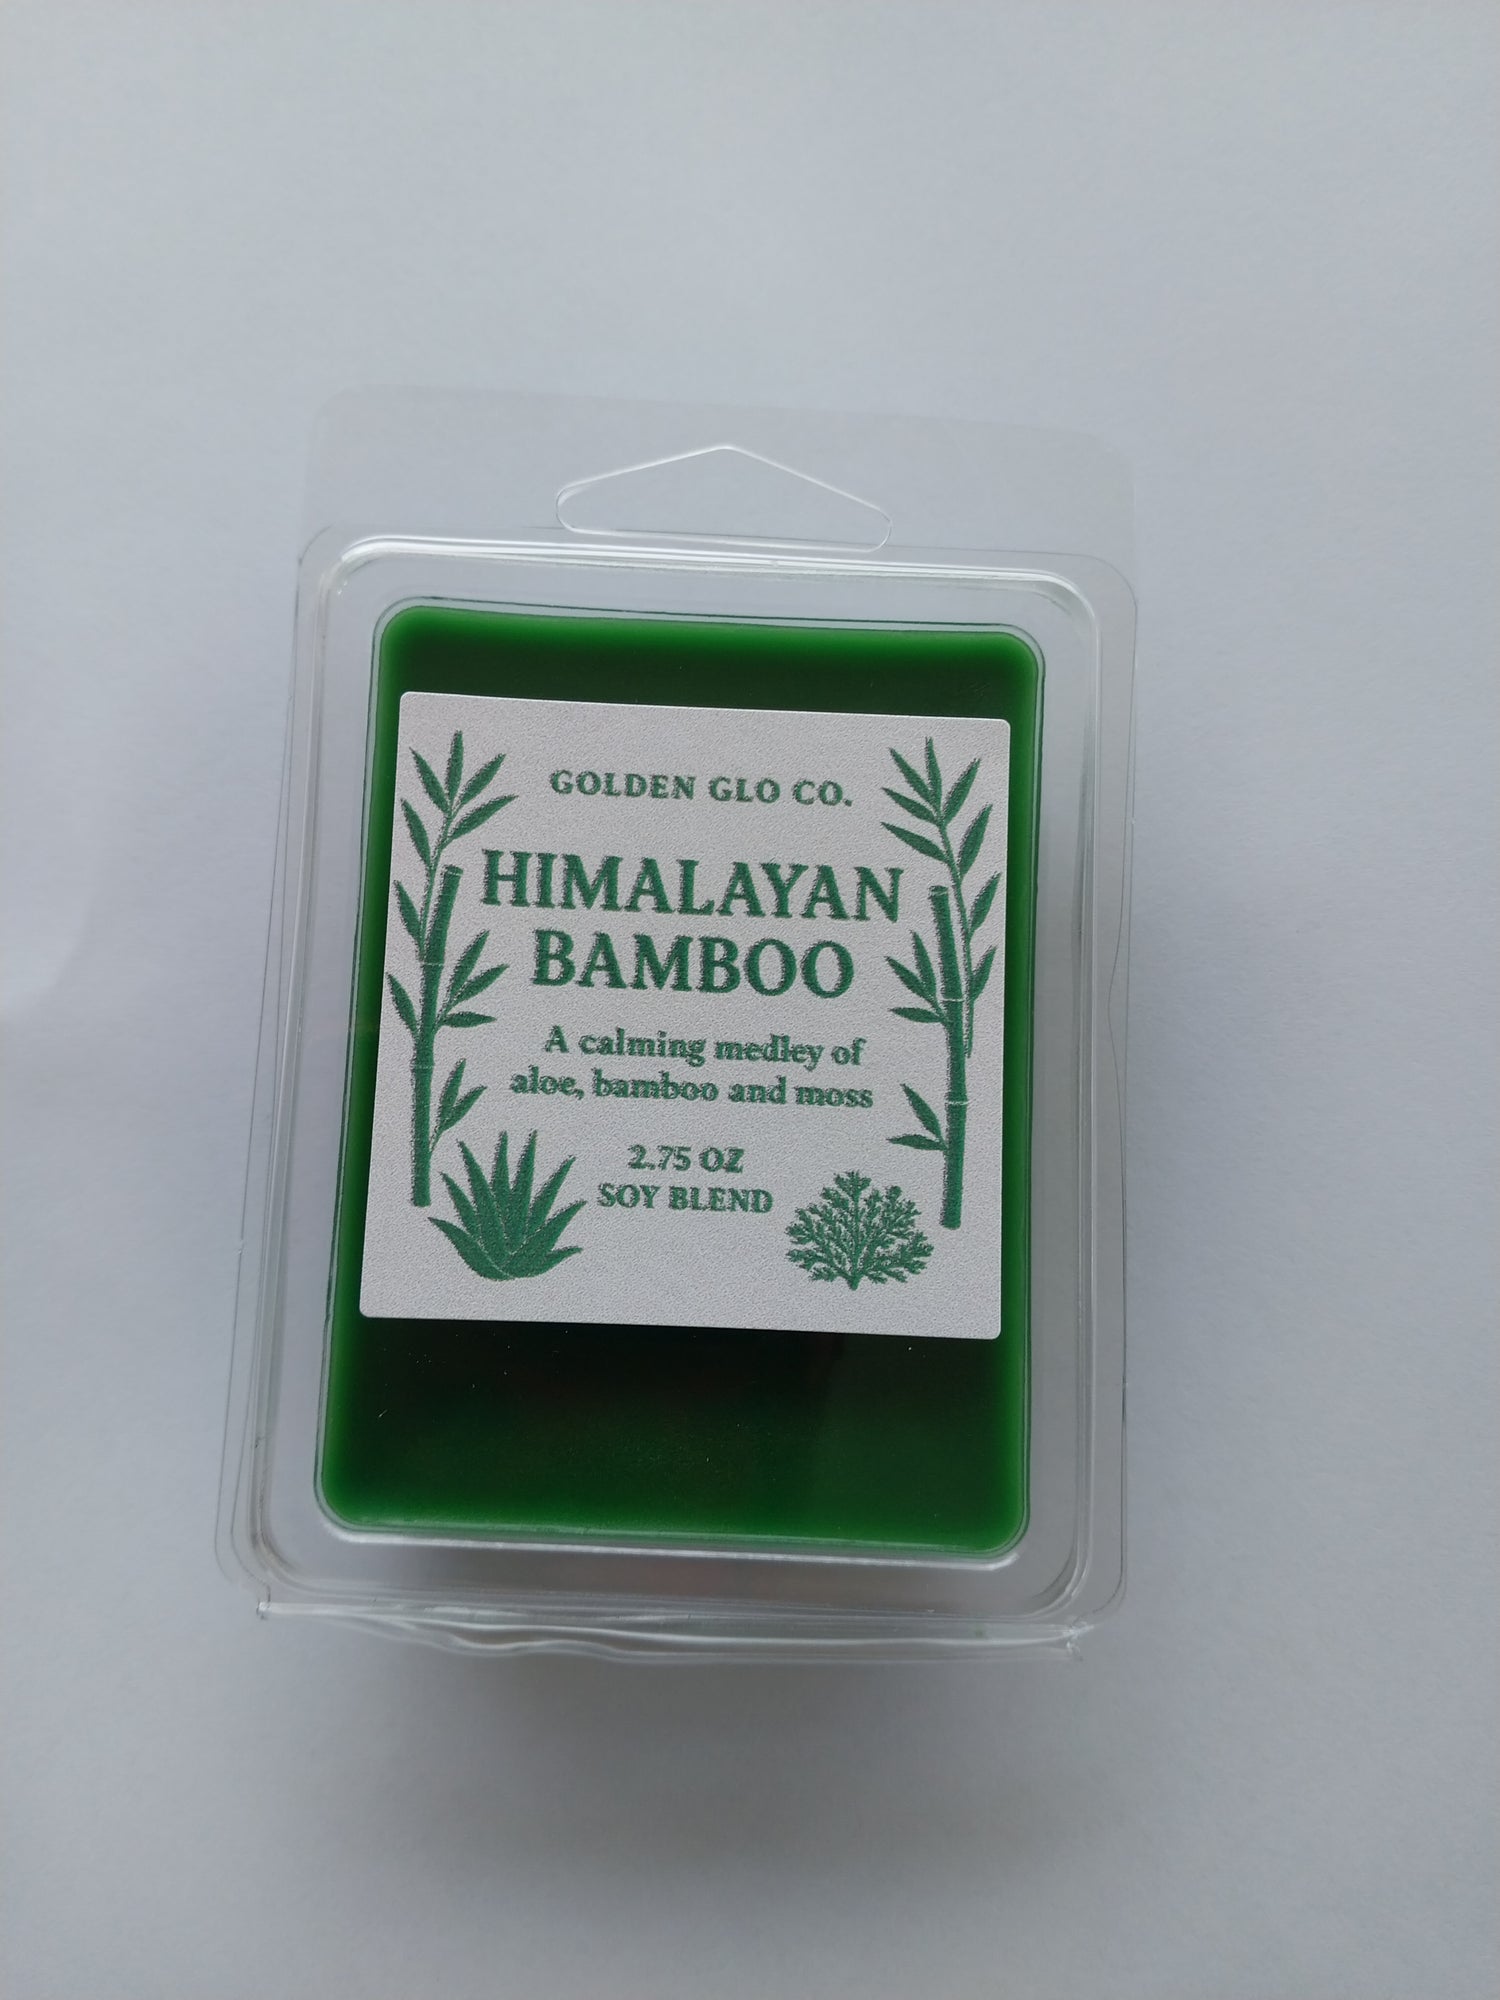 GOLDEN GLO CO.
HIMALAYAN
BAMBOO
A calming medley of
aloe, bamboo and moss
2.75 OZ
SOY BLEND